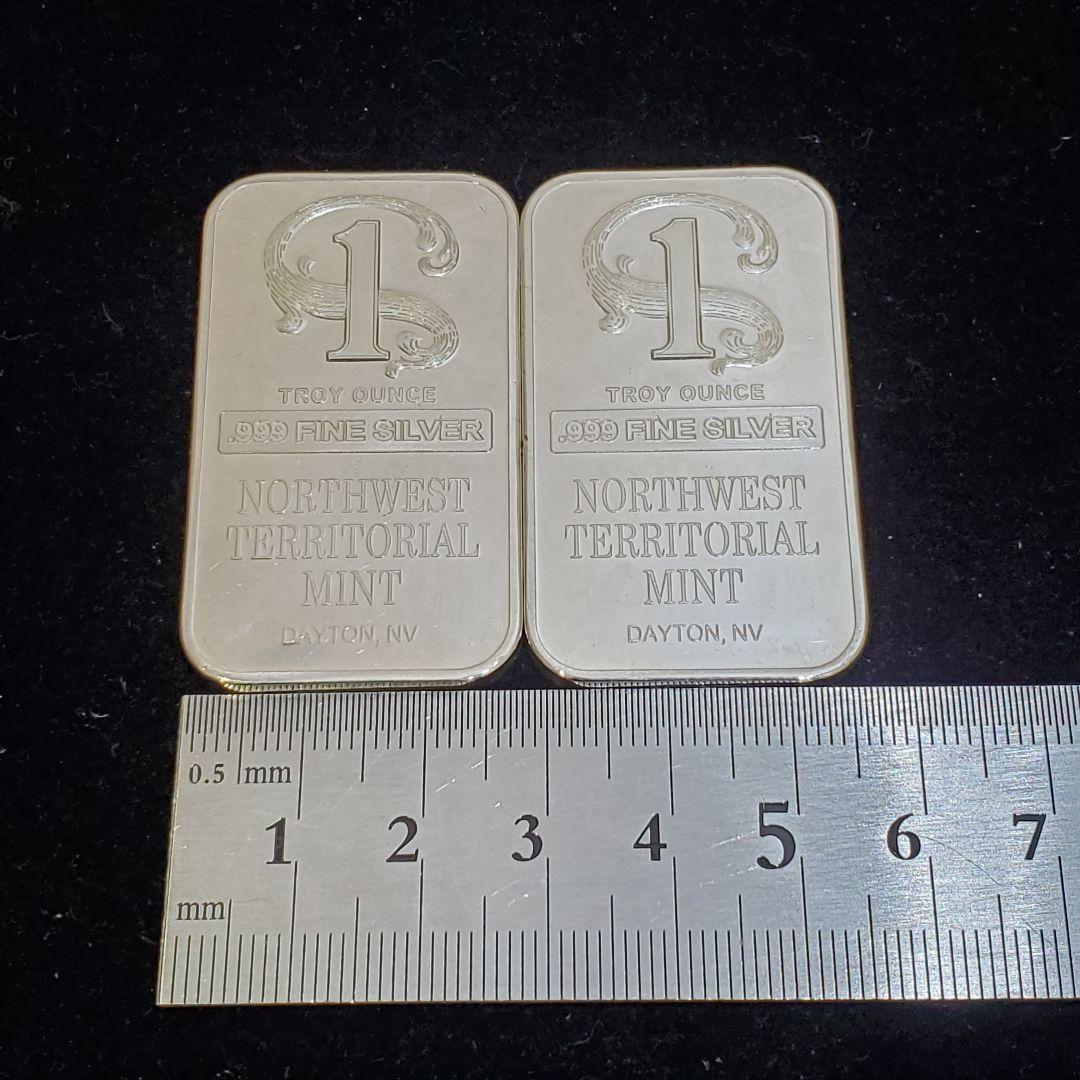 1
TROY OUNCE
.999 FINE SILVER
NORTHWEST
TERRITORIAL
MINT
DAYTON, NV
1
TROY OUNCE
.999 FINE SILVER
NORTHWEST
TERRITORIAL
MINT
DAYTON, NV
0.5 mm
1 2 3 4 5 6 7
mm